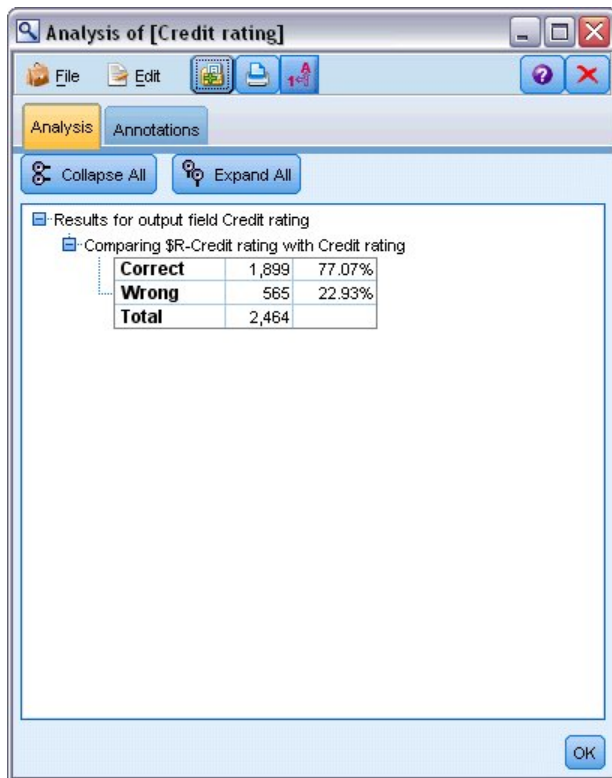 Analysis of [Credit rating]
File Edit
Analysis Annotations
Collapse All Expand All
Results for output field Credit rating
Comparing $R-Credit rating with Credit rating
Correct 1,899 77.07%
Wrong 565 22.93%
Total 2,464
OK